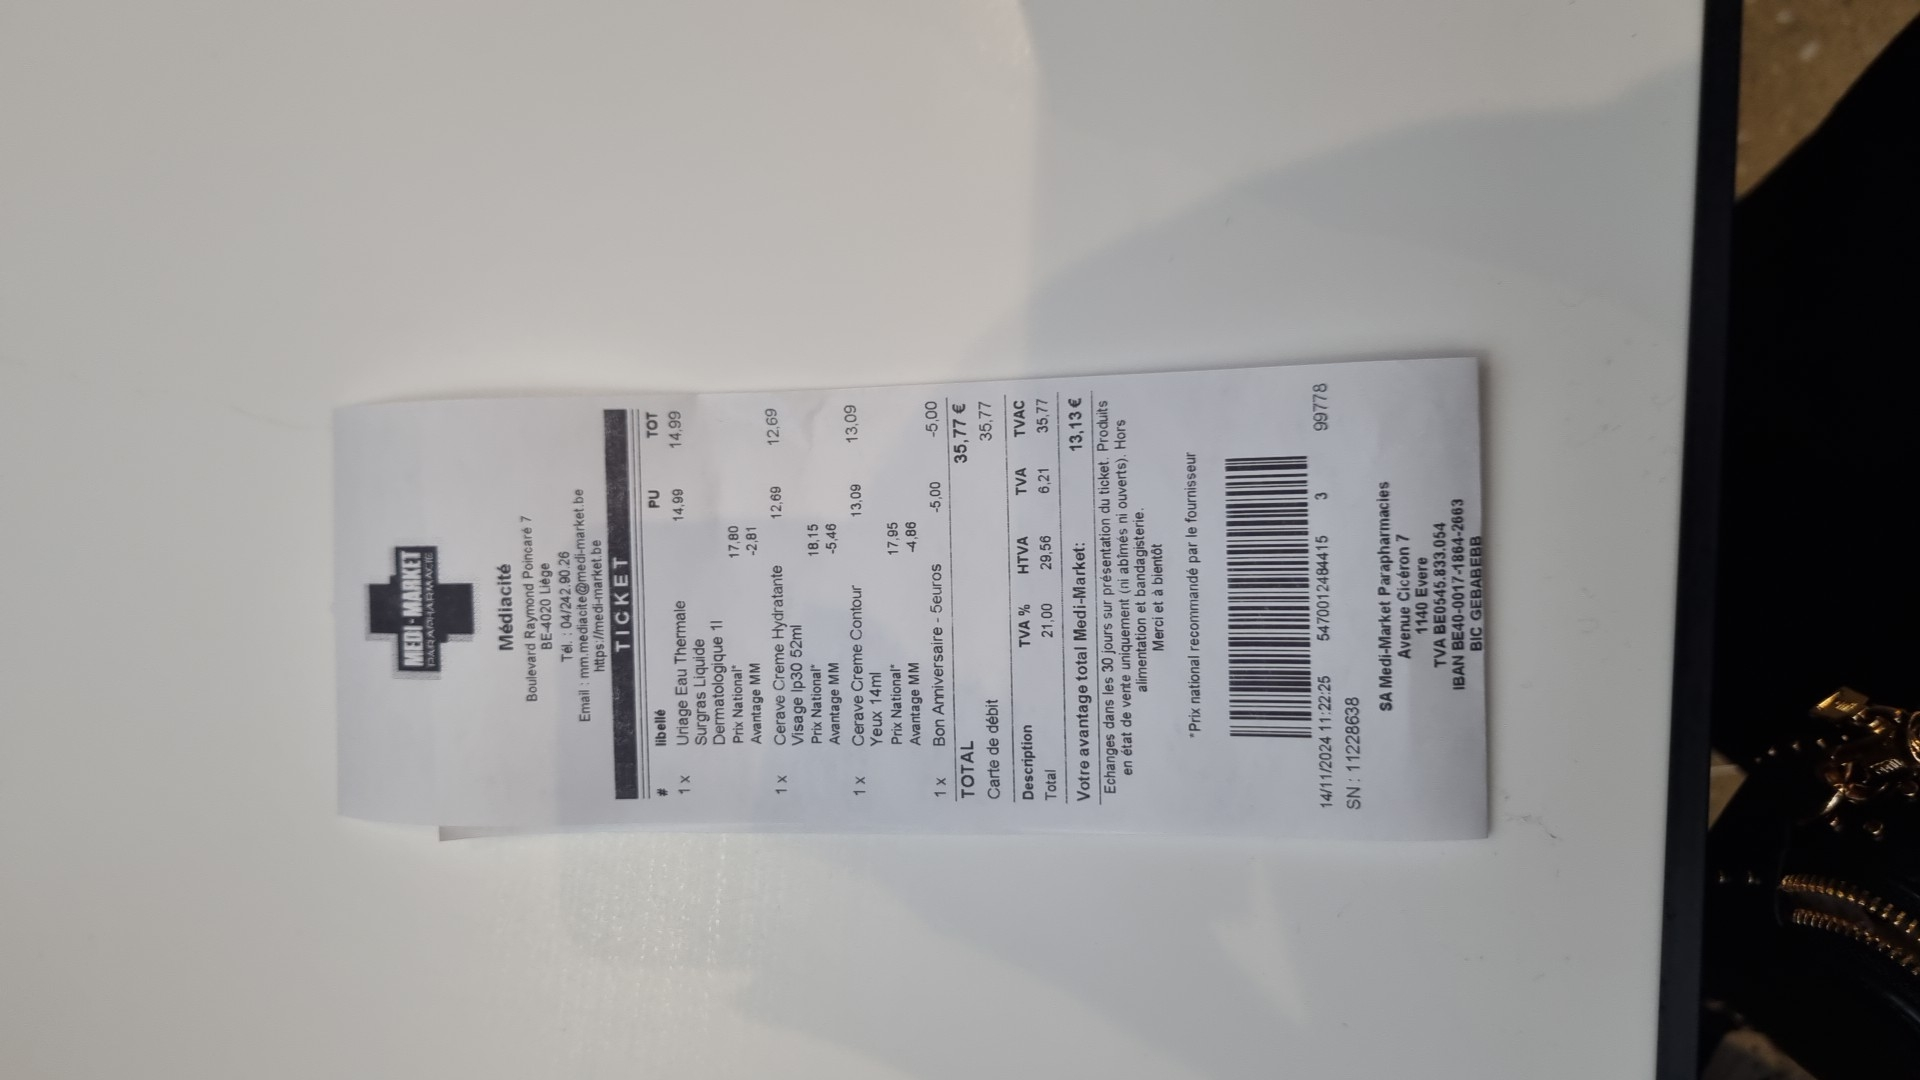 MEDI-MARKET
PARAPHARMACIE
Médiacité
Boulevard Raymond Poincaré 7
BE-4020 Liège
Tél. : 04/242.90.26
Email : mm.mediacite@medi-market.be
https://medi-market.be
TICKET
# libellé PU TOT
1 x Uriage Eau Thermale 14,99 14,99
Surgras Liquide
Dermatologique 1l
Prix National* 17,80
Avantage MM -2,81
1 x Cerave Creme Hydratante 12,69 12,69
Visage Ip30 52ml
Prix National* 18,15
Avantage MM -5,46
1 x Cerave Creme Contour 13,09 13,09
Yeux 14ml
Prix National* 17,95
Avantage MM -4,86
1 x Bon Anniversaire - 5euros -5,00 -5,00
TOTAL 35,77 €
Carte de débit 35,77
Description TVA % HTVA TVA TVAC
Total 21,00 29,56 6,21 35,77
Votre avantage total Medi-Market: 13,13 €
Echanges dans les 30 jours sur présentation du ticket. Produits
en état de vente uniquement (ni abîmés ni ouverts). Hors
alimentation et bandagisterie.
Merci et à bientôt
*Prix national recommandé par le fournisseur
14/11/2024 11:22:25 5470012484415 3 99778
SN : 11228638
SA Medi-Market Parapharmacies
Avenue Cicéron 7
1140 Evere
TVA BE0545.833.054
IBAN BE40-0017-1864-2663
BIC GEBABEBB